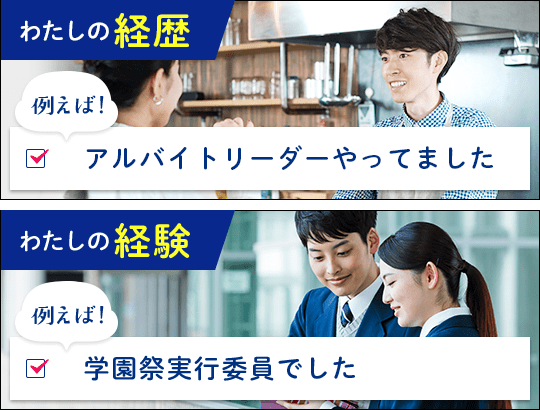 わたしの経歴
例えば!
アルバイトリーダーやってました
わたしの経験
例えば!
学園祭実行委員でした